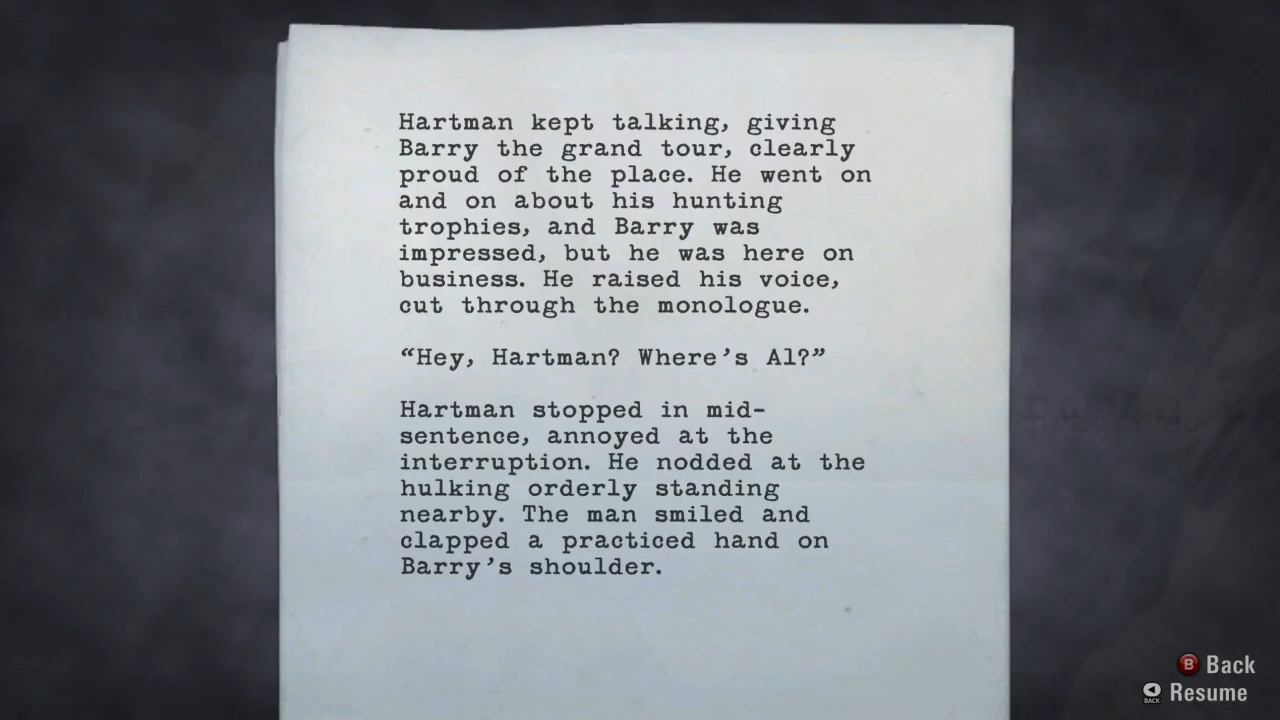 Hartman kept talking, giving
Barry the grand tour, clearly
proud of the place. He went on
and on about his hunting
trophies, and Barry was
impressed, but he was here on
business. He raised his voice,
cut through the monologue.
“Hey, Hartman? Where’s Al?”
Hartman stopped in mid-
sentence, annoyed at the
interruption. He nodded at the
hulking orderly standing
nearby. The man smiled and
clapped a practiced hand on
Barry’s shoulder.
B Back
BACK Resume